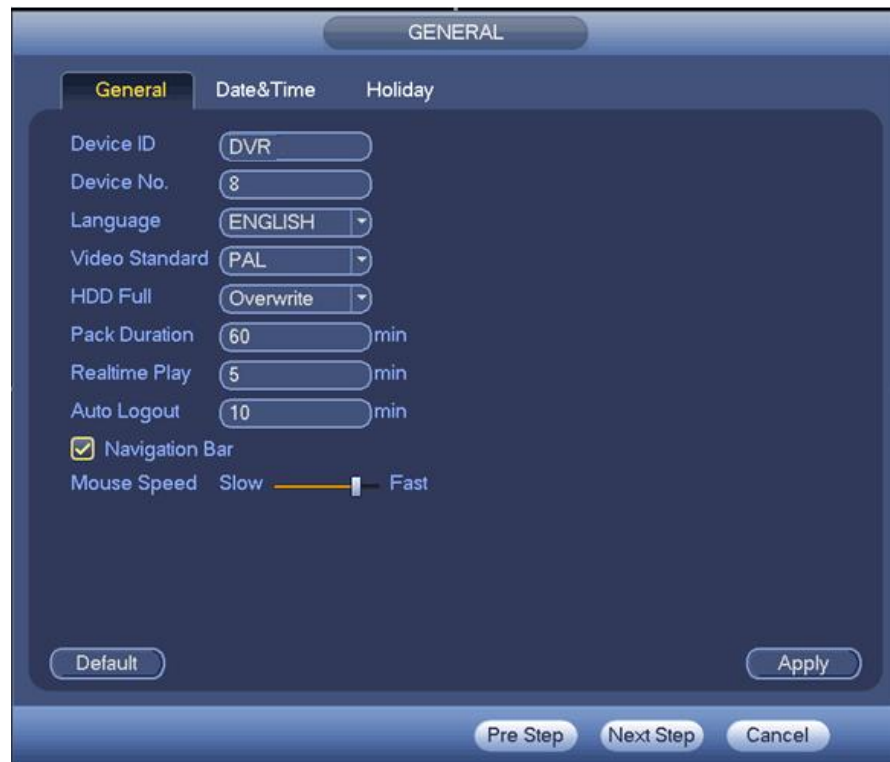 GENERAL
General Date&Time Holiday
Device ID DVR
Device No. 8
Language ENGLISH
Video Standard PAL
HDD Full Overwrite
Pack Duration 60 min
Realtime Play 5 min
Auto Logout 10 min
Navigation Bar
Mouse Speed Slow Fast
Default Apply
Pre Step Next Step Cancel